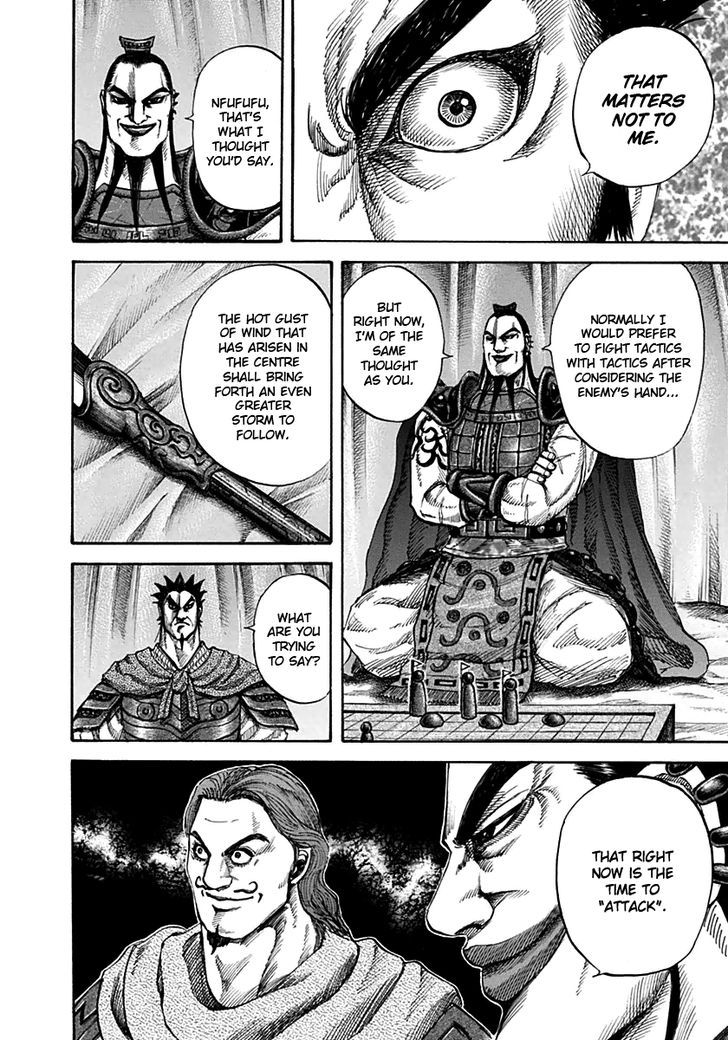 THAT
MATTERS
NOT TO
ME.
NFUFUFU,
THAT'S
WHAT I
THOUGHT
YOU'D SAY.
NORMALLY I
WOULD PREFER
TO FIGHT TACTICS
WITH TACTICS AFTER
CONSIDERING THE
ENEMY'S HAND...
BUT
RIGHT NOW,
I'M OF THE
SAME
THOUGHT
AS YOU.
THE HOT GUST
OF WIND THAT
HAS ARISEN IN
THE CENTRE
SHALL BRING
FORTH AN EVEN
GREATER
STORM TO
FOLLOW.
WHAT
ARE YOU
TRYING
TO SAY?
THAT RIGHT
NOW IS THE
TIME TO
"ATTACK".